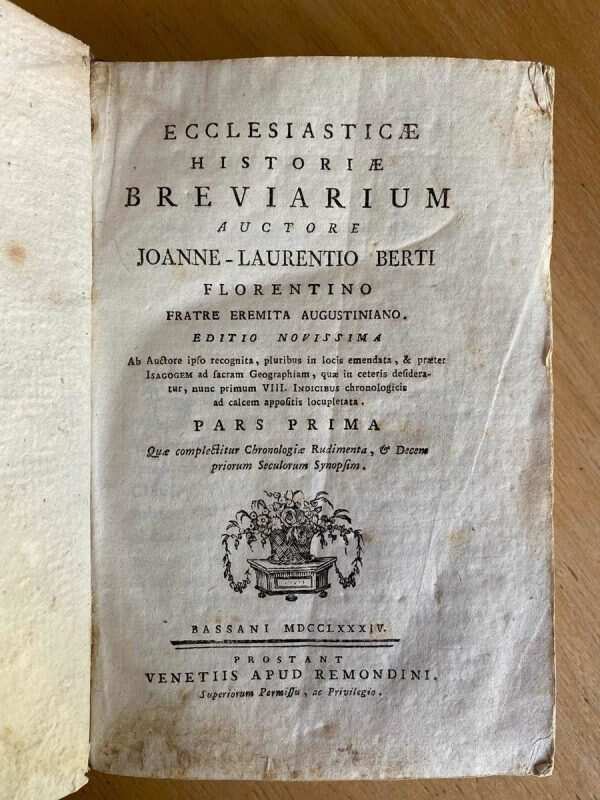 ECCLESIASTICÆ
HISTORIÆ
BREVIARIUM
AUCTORE
JOANNE-LAURENTIO BERTI
FLORENTINO
FRATRE EREMITA AUGUSTINIANO.
EDITIO NOVISSIMA
Ab Auctore ipſo recognita, pluribus in locis emendata, & præter
ISAGOGEM ad ſacram Geographiam, quæ in ceteris deſidera-
tur, nunc primum VIII. INDICIBUS chronologicis
ad calcem appoſitis locupletata.
PARS PRIMA
Quæ complectitur Chronologiæ Rudimenta, & Decem
priorum Seculorum Synopſim.
BASSANI MDCCLXXXIV.
PROSTANT
VENETIIS APUD REMONDINI.
Superiorum Permiſſu, ac Privilegio.